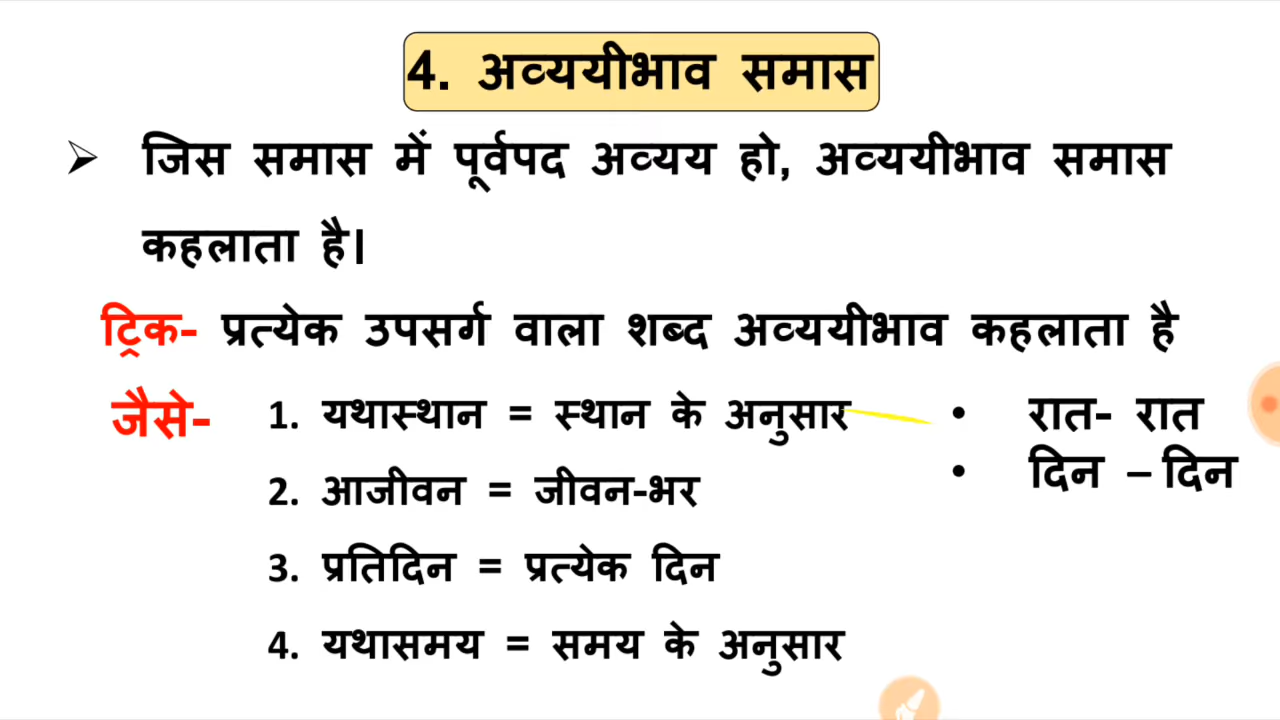 4. अव्ययीभाव समास
➢ जिस समास में पूर्वपद अव्यय हो, अव्ययीभाव समास
कहलाता है।
ट्रिक- प्रत्येक उपसर्ग वाला शब्द अव्ययीभाव कहलाता है
जैसे-
1. यथास्थान = स्थान के अनुसार
2. आजीवन = जीवन-भर
3. प्रतिदिन = प्रत्येक दिन
4. यथासमय = समय के अनुसार
• रात- रात
• दिन – दिन